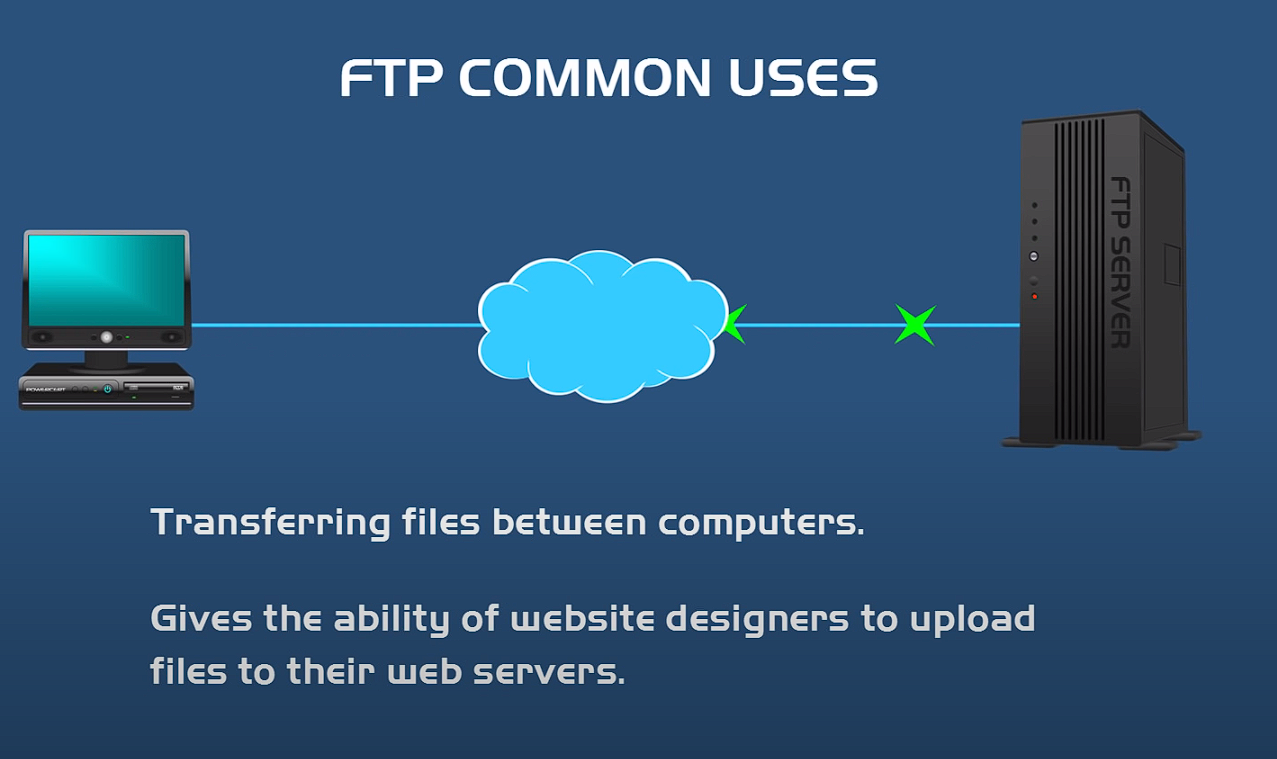 FTP COMMON USES
FTP SERVER
Transferring files between computers.
Gives the ability of website designers to upload
files to their web servers.